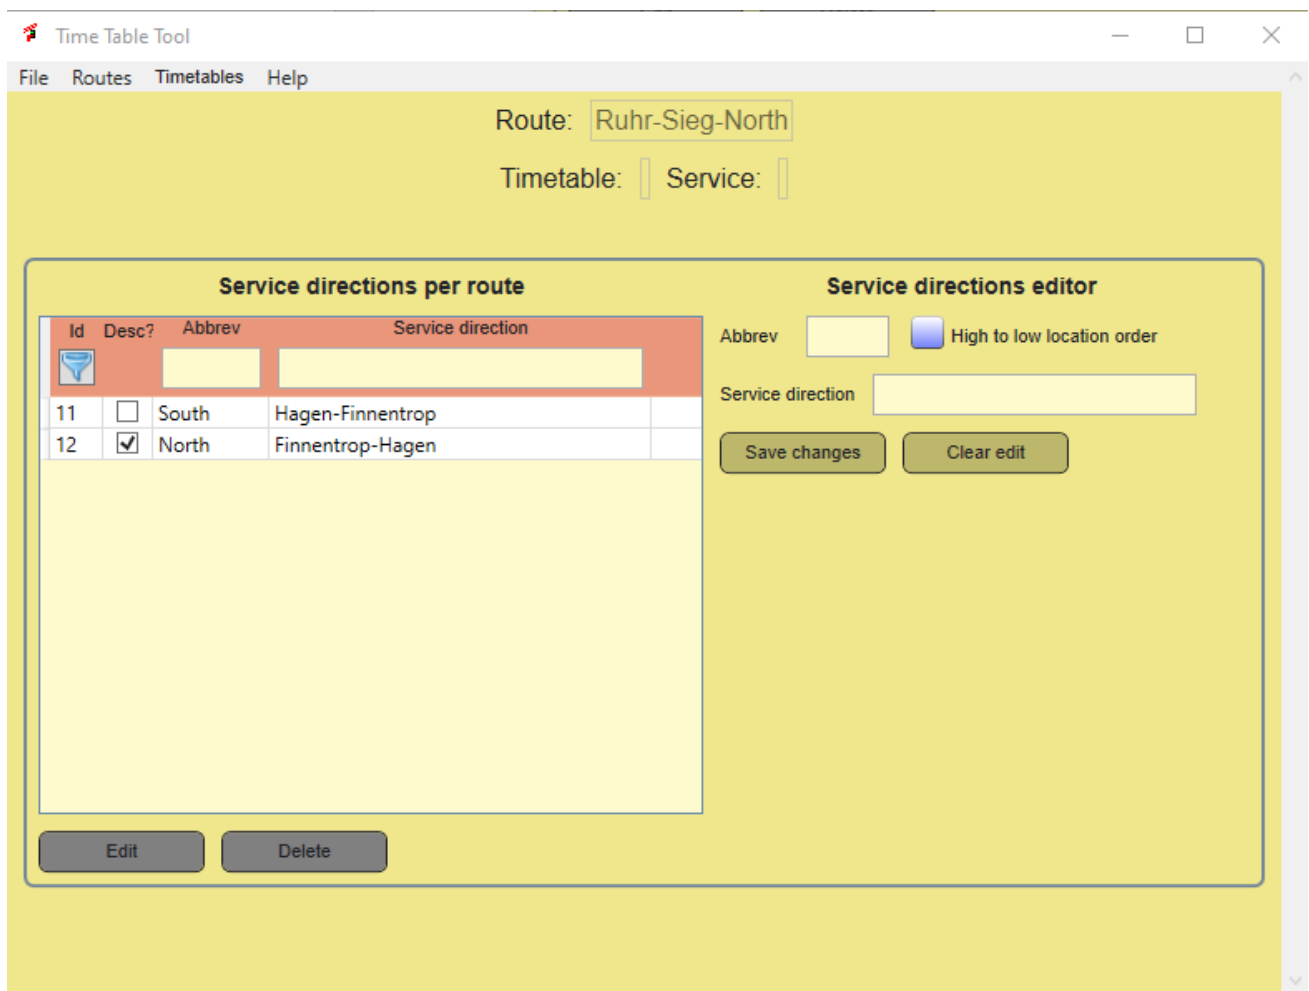 Time Table Tool
File Routes Timetables Help
Route: Ruhr-Sieg-North
Timetable: Service:
Service directions per route
Id Desc? Abbrev Service direction
11 South Hagen-Finnentrop
12 North Finnentrop-Hagen
Edit Delete
Service directions editor
Abbrev High to low location order
Service direction
Save changes Clear edit